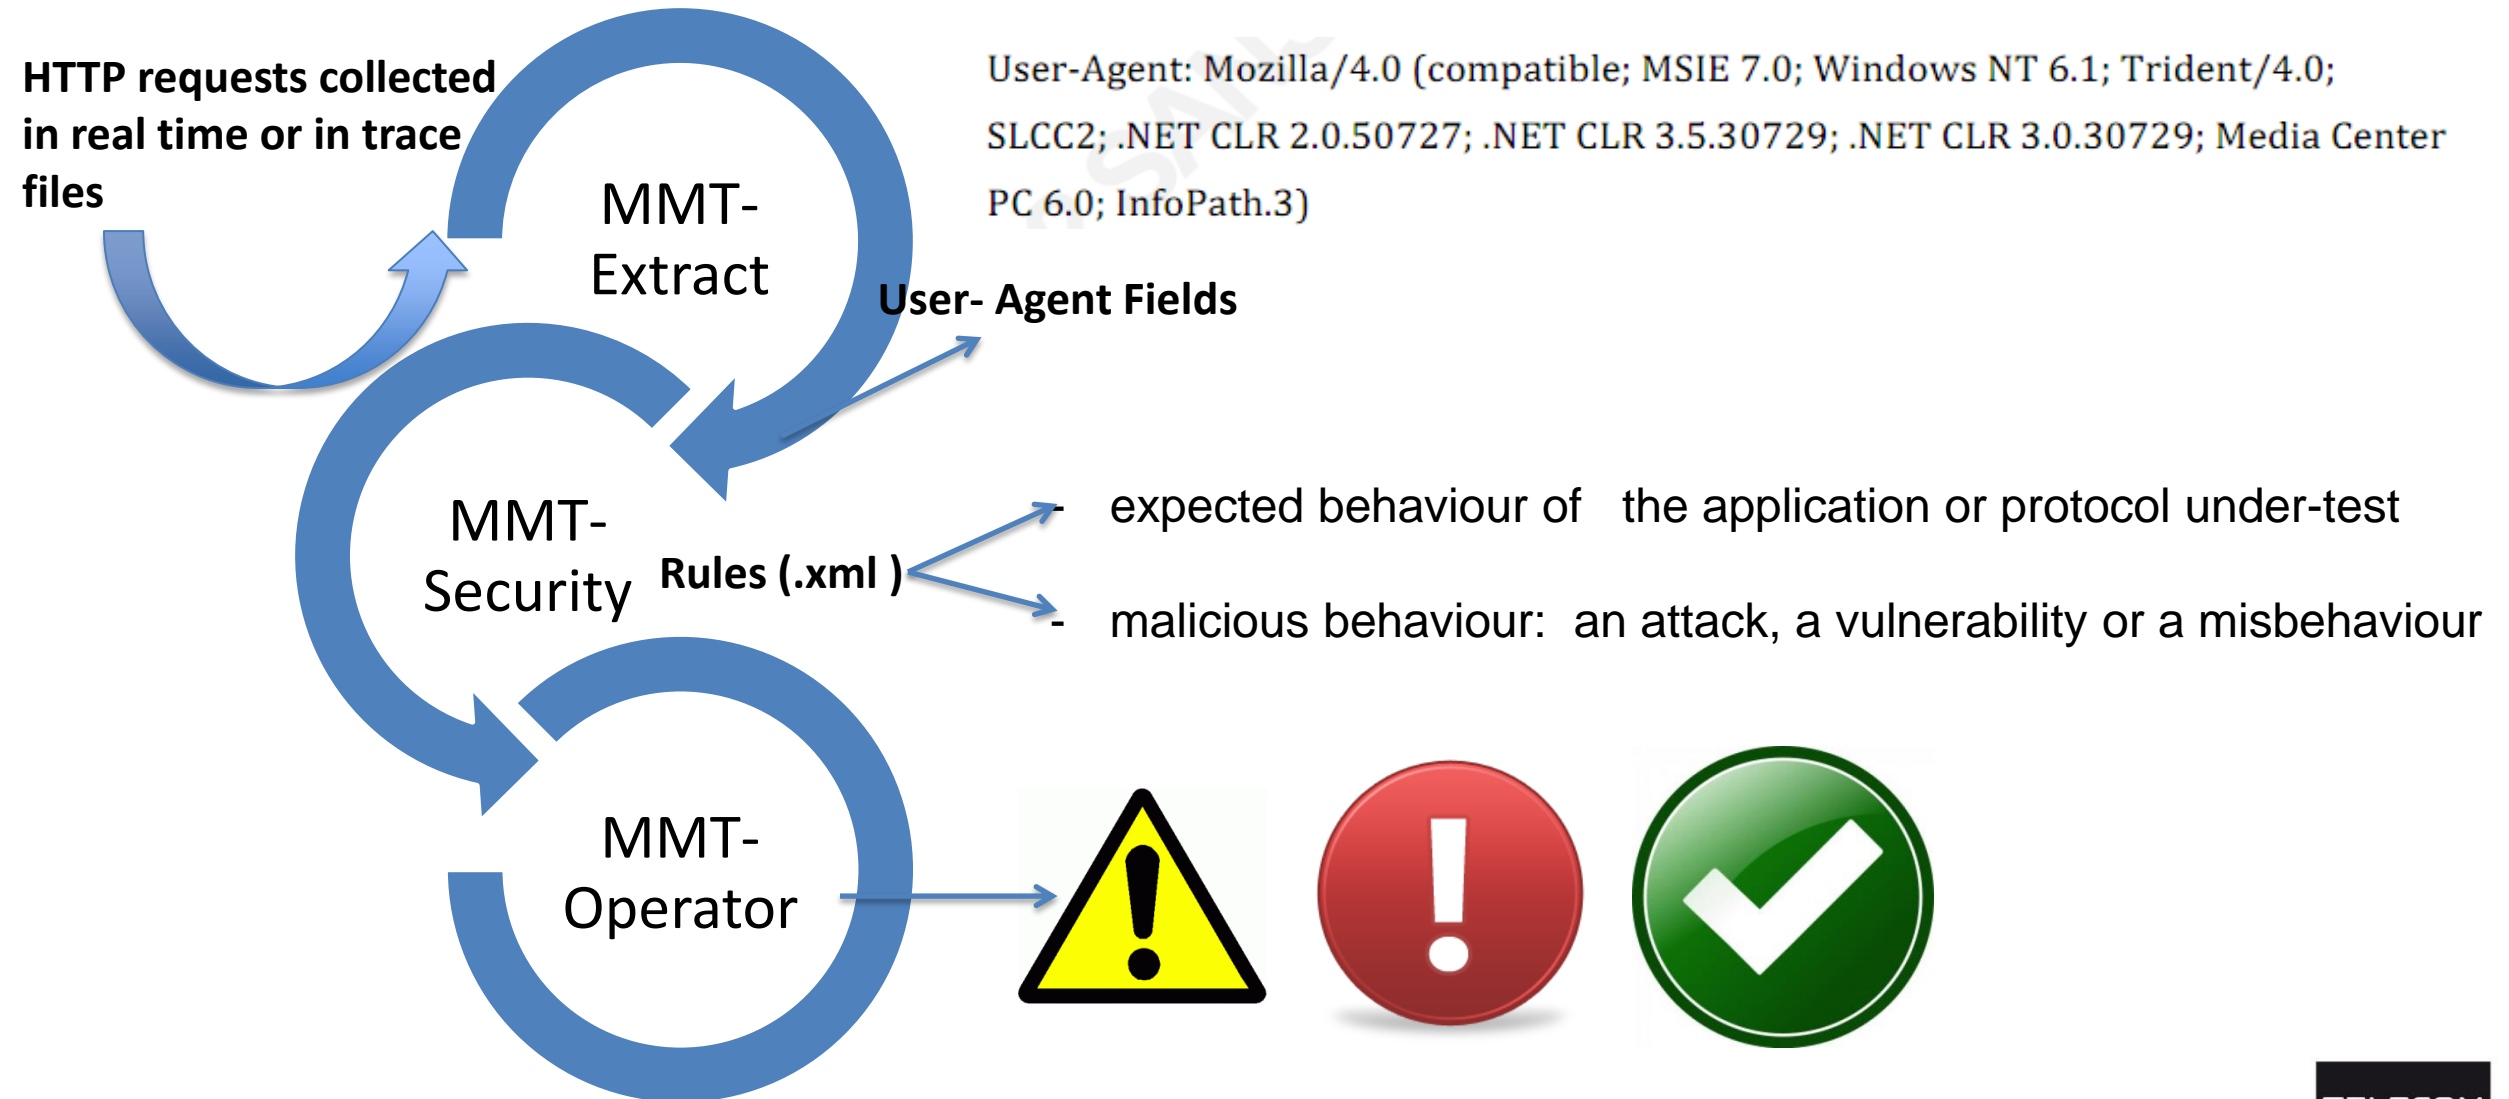 HTTP requests collected
in real time or in trace
files
User-Agent: Mozilla/4.0 (compatible; MSIE 7.0; Windows NT 6.1; Trident/4.0;
SLCC2; .NET CLR 2.0.50727; .NET CLR 3.5.30729; .NET CLR 3.0.30729; Media Center
PC 6.0; InfoPath.3)
MMT-
Extract
User- Agent Fields
MMT-
Security
Rules (.xml )
- expected behaviour of the application or protocol under-test
- malicious behaviour: an attack, a vulnerability or a misbehaviour
MMT-
Operator